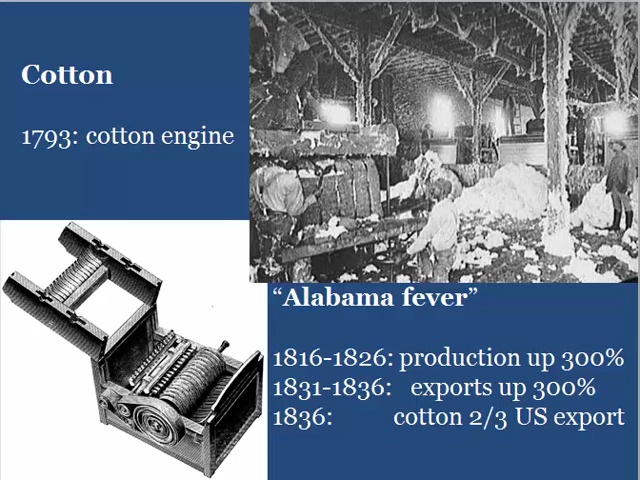 Cotton
1793: cotton engine
“Alabama fever”
1816-1826: production up 300%
1831-1836: exports up 300%
1836: cotton 2/3 US export